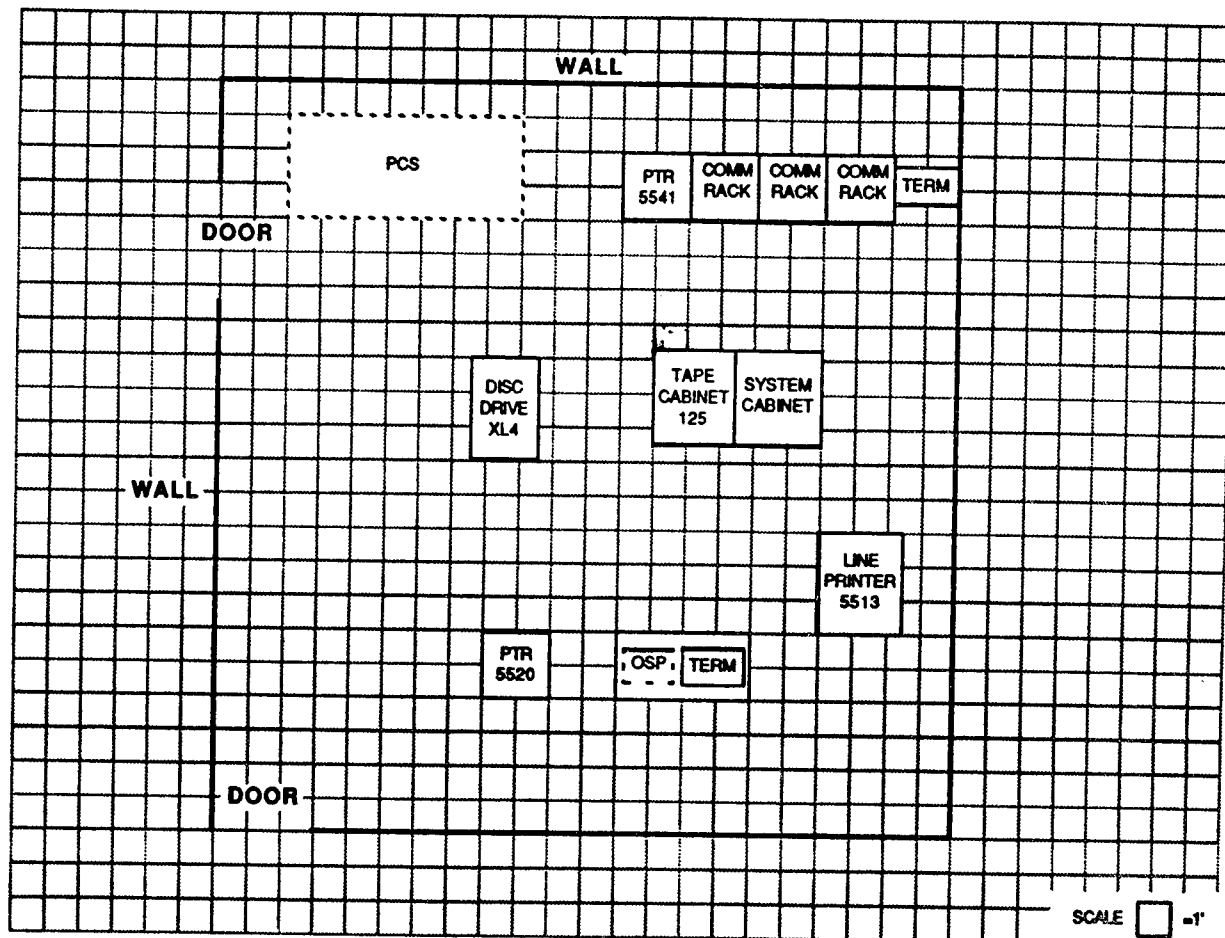 WALL
PCS
PTR
5541
COMM
RACK
COMM
RACK
COMM
RACK
TERM
DOOR
DISC
DRIVE
XL4
TAPE
CABINET
125
SYSTEM
CABINET
WALL
LINE
PRINTER
5513
PTR
5520
OSP
TERM
DOOR
SCALE =1'